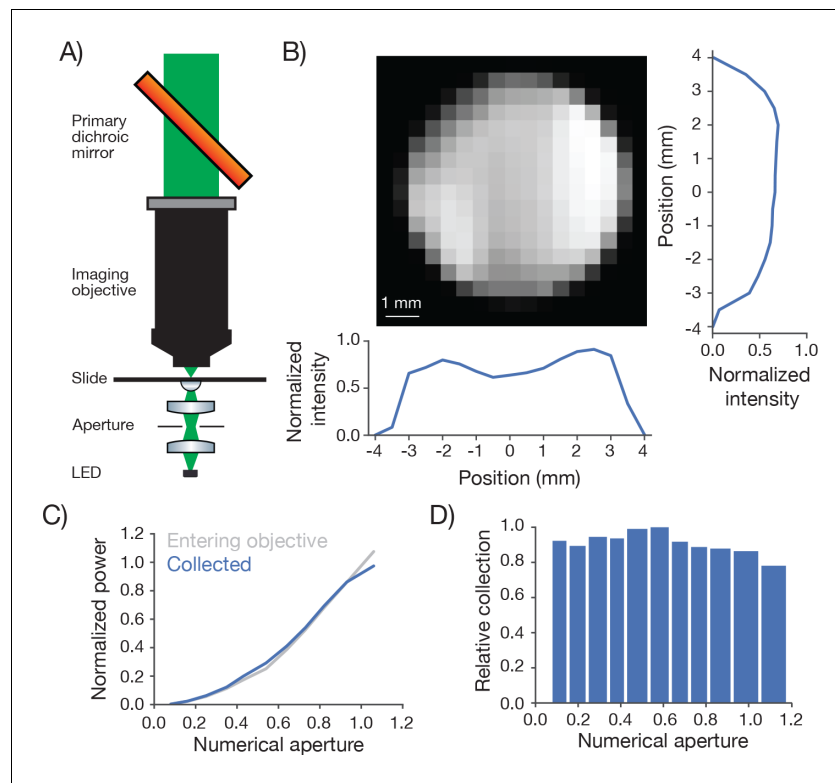 A)
Primary
dichroic
mirror
Imaging
objective
Slide
Aperture
LED
B)
1 mm
4
3
2
1
0
-1
-2
-3
-4
Position (mm)
0.0 0.5 1.0
Normalized
intensity
1.0
0.5
0.0
Normalized
intensity
-4 -3 -2 -1 0 1 2 3 4
Position (mm)
C)
Entering objective
Collected
1.2
1.0
0.8
0.6
0.4
0.2
0.0
Normalized power
0.0 0.2 0.4 0.6 0.8 1.0 1.2
Numerical aperture
D)
1.0
0.8
0.6
0.4
0.2
0.0
Relative collection
0.0 0.2 0.4 0.6 0.8 1.0 1.2
Numerical aperture